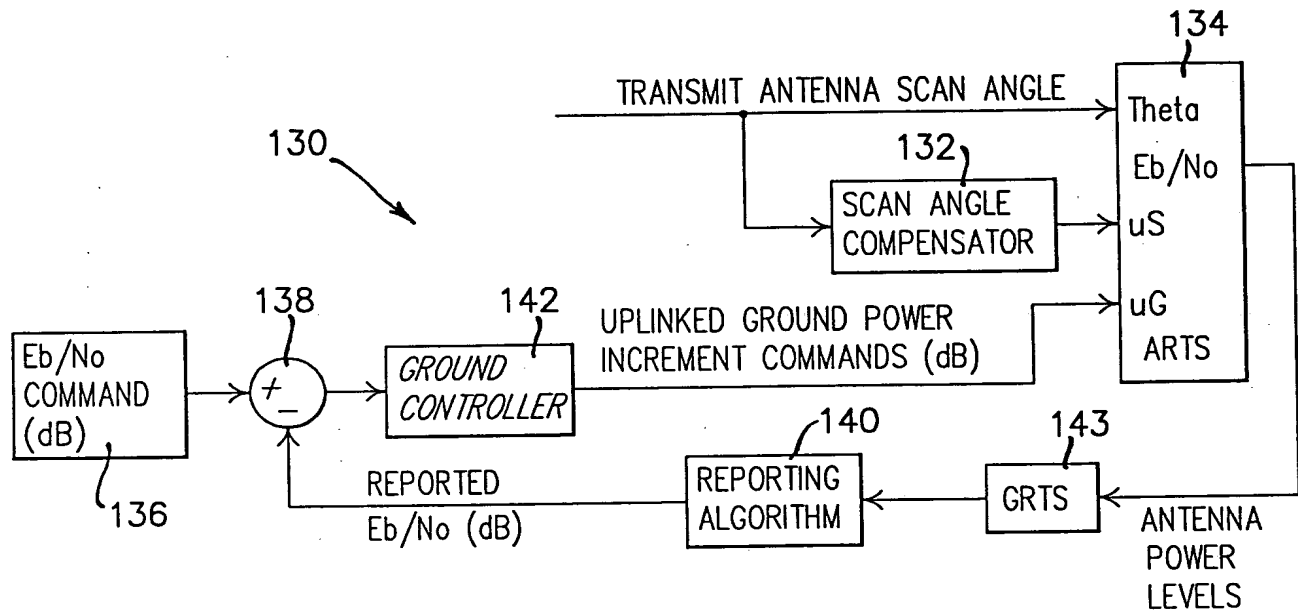 134
TRANSMIT ANTENNA SCAN ANGLE
Theta
130
132
Eb/No
SCAN ANGLE
COMPENSATOR
uS
138
142
UPLINKED GROUND POWER
INCREMENT COMMANDS (dB)
uG
ARTS
Eb/No
COMMAND
(dB)
+
−
GROUND
CONTROLLER
140
143
136
REPORTED
Eb/No (dB)
REPORTING
ALGORITHM
GRTS
ANTENNA
POWER
LEVELS